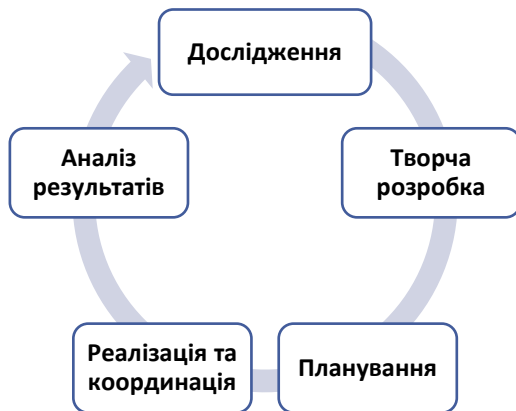 Дослідження
Творча
розробка
Планування
Реалізація та
координація
Аналіз
результатів